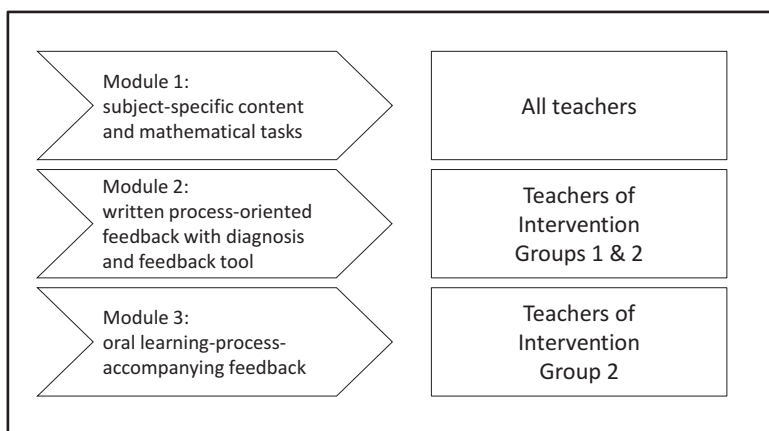 Module 1:
subject-specific content
and mathematical tasks
All teachers
Module 2:
written process-oriented
feedback with diagnosis
and feedback tool
Teachers of
Intervention
Groups 1 & 2
Module 3:
oral learning-process-
accompanying feedback
Teachers of
Intervention
Group 2